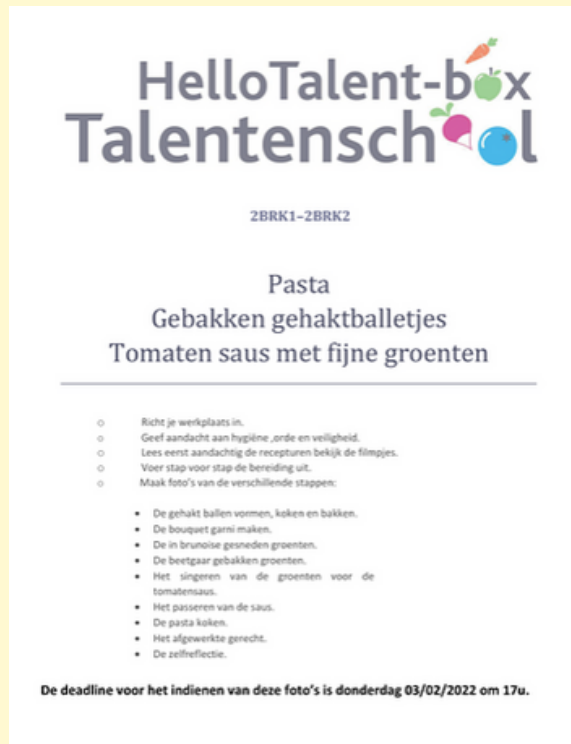 HelloTalent-box
Talentenschool
2BRK1–2BRK2
Pasta
Gebakken gehaktballetjes
Tomaten saus met fijne groenten
o Richt je werkplaats in.
o Geef aandacht aan hygiëne ,orde en veiligheid.
o Lees eerst aandachtig de recepturen bekijk de filmpjes.
o Voer stap voor stap de bereiding uit.
o Maak foto's van de verschillende stappen:
• De gehakt ballen vormen, koken en bakken.
• De bouquet garni maken.
• De in brunoise gesneden groenten.
• De beetgaar gebakken groenten.
• Het singeren van de groenten voor de
tomatensaus.
• Het passeren van de saus.
• De pasta koken.
• Het afgewerkte gerecht.
• De zelfreflectie.
De deadline voor het indienen van deze foto's is donderdag 03/02/2022 om 17u.